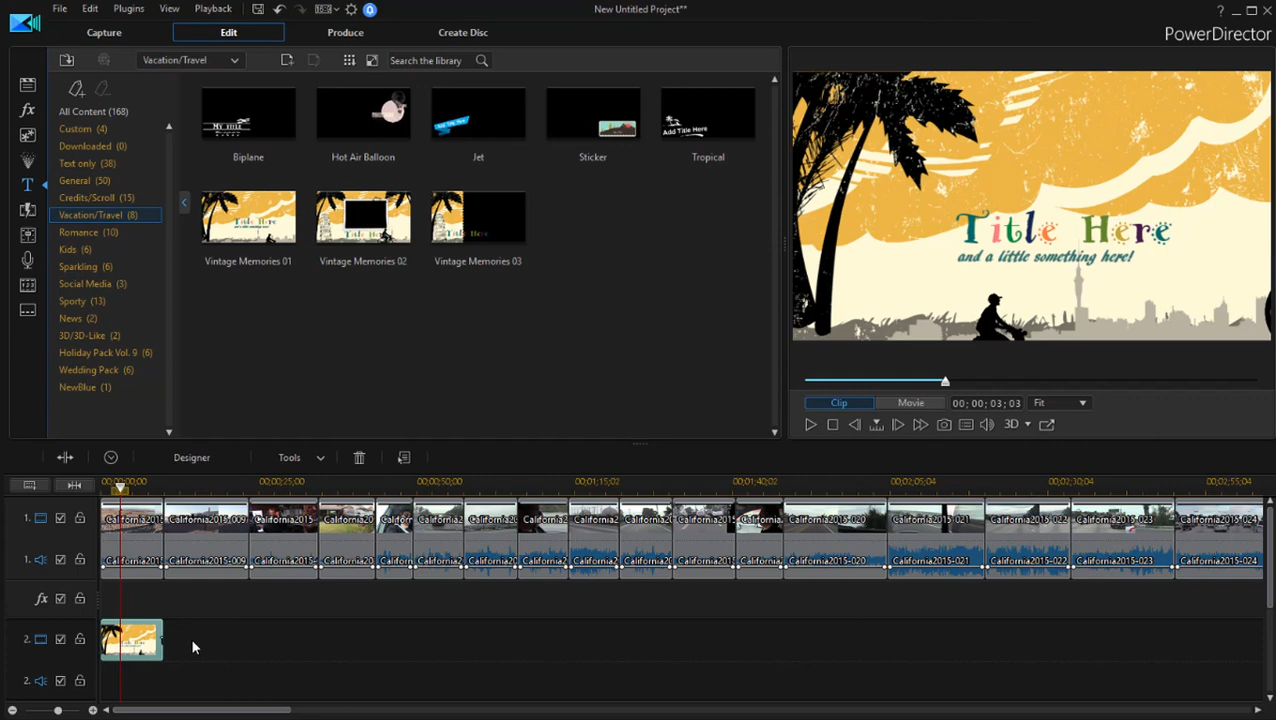 File Edit Plugins View Playback New Untitled Project** ?
Capture Edit Produce Create Disc PowerDirector
Vacation/Travel Search the library
All Content (168)
Custom (4)
Downloaded (0)
Text only (38)
General (50)
Credits/Scroll (15)
Vacation/Travel (8)
Romance (10)
Kids (6)
Sparkling (6)
Social Media (3)
Sporty (13)
News (2)
3D/3D-Like (2)
Holiday Pack Vol. 9 (6)
Wedding Pack (6)
NewBlue (1)
MY TITLE
Add Title Here
Biplane Hot Air Balloon Jet Sticker Tropical
Title Here
Vintage Memories 01 Vintage Memories 02 Vintage Memories 03
Title Here
and a little something here!
Clip Movie 00; 00; 03; 03 Fit
3D
Designer Tools
00;00;00;00 00;00;25;00 00;00;50;00 00;01;15;02 00;01;40;02 00;02;05;04 00;02;30;04 00;02;55;04
1. California2015 California2015-009 California2015 California20 California2 California2 California2 California20 California2 California2015 California2 California2015-020 California2015-021 California2015-022 California2015-023 California2015-024
1. California2015 California2015-009 California2015 California20 California2 California2 California2 California2 California2015 California2 California2015-020 California2015-021 California2015-022 California2015-023 California2015-024
fx
2.
2.